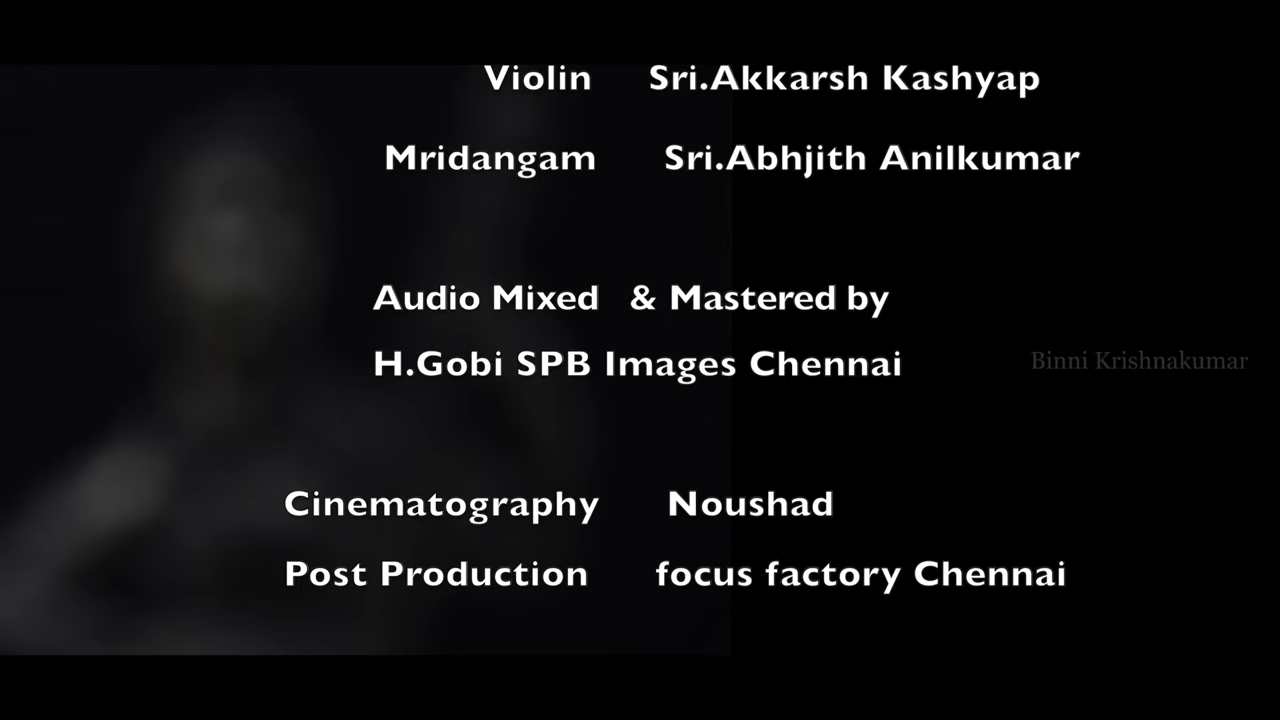 Violin Sri.Akkarsh Kashyap
Mridangam Sri.Abhjith Anilkumar
Audio Mixed & Mastered by
H.Gobi SPB Images Chennai
Binni Krishnakumar
Cinematography Noushad
Post Production focus factory Chennai